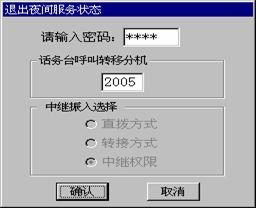 退出夜间服务状态
请输入密码: ****
话务台呼叫转移分机
2005
中继振入选择
直拨方式
转接方式
中继权限
确认 取消